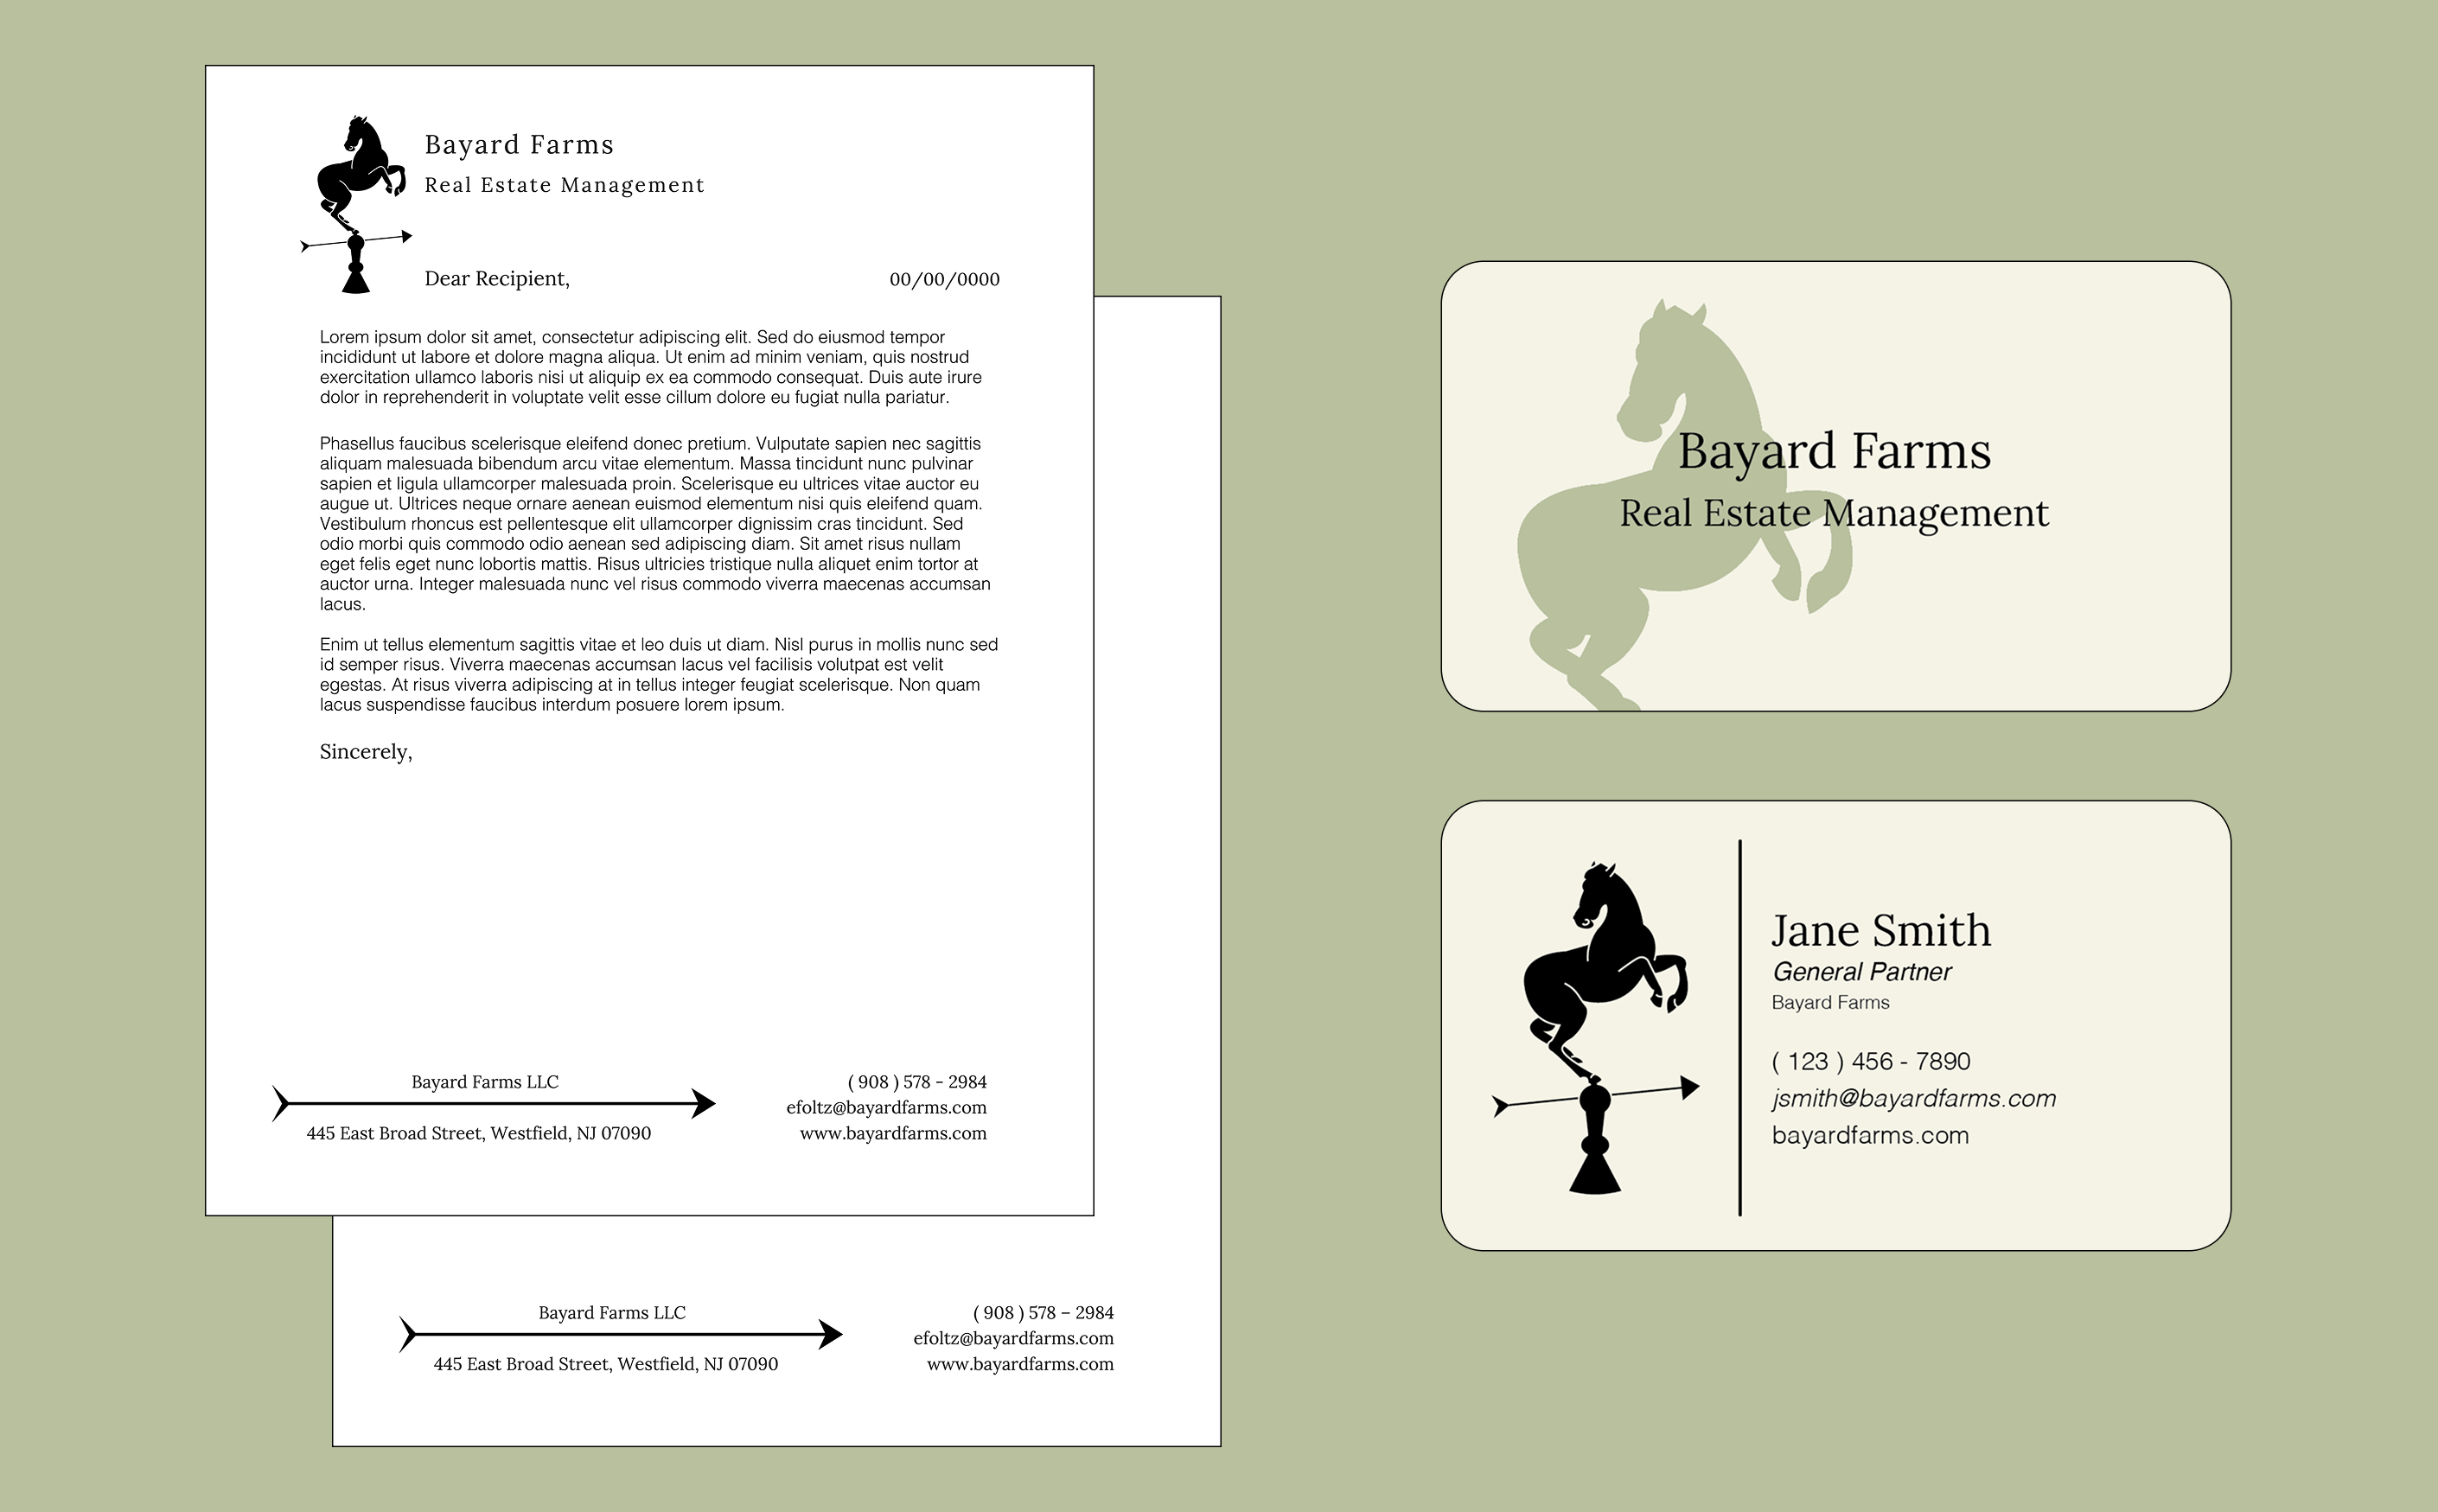 Bayard Farms
Real Estate Management
Dear Recipient,
00/00/0000
Lorem ipsum dolor sit amet, consectetur adipiscing elit. Sed do eiusmod tempor
incididunt ut labore et dolore magna aliqua. Ut enim ad minim veniam, quis nostrud
exercitation ullamco laboris nisi ut aliquip ex ea commodo consequat. Duis aute irure
dolor in reprehenderit in voluptate velit esse cillum dolore eu fugiat nulla pariatur.
Phasellus faucibus scelerisque eleifend donec pretium. Vulputate sapien nec sagittis
aliquam malesuada bibendum arcu vitae elementum. Massa tincidunt nunc pulvinar
sapien et ligula ullamcorper malesuada proin. Scelerisque eu ultrices vitae auctor eu
augue ut. Ultrices neque ornare aenean euismod elementum nisi quis eleifend quam.
Vestibulum rhoncus est pellentesque elit ullamcorper dignissim cras tincidunt. Sed
odio morbi quis commodo odio aenean sed adipiscing diam. Sit amet risus nullam
eget felis eget nunc lobortis mattis. Risus ultricies tristique nulla aliquet enim tortor at
auctor urna. Integer malesuada nunc vel risus commodo viverra maecenas accumsan
lacus.
Enim ut tellus elementum sagittis vitae et leo duis ut diam. Nisl purus in mollis nunc sed
id semper risus. Viverra maecenas accumsan lacus vel facilisis volutpat est velit
egestas. At risus viverra adipiscing at in tellus integer feugiat scelerisque. Non quam
lacus suspendisse faucibus interdum posuere lorem ipsum.
Sincerely,
Bayard Farms LLC
445 East Broad Street, Westfield, NJ 07090
( 908 ) 578 - 2984
efoltz@bayardfarms.com
www.bayardfarms.com
Bayard Farms LLC
445 East Broad Street, Westfield, NJ 07090
( 908 ) 578 - 2984
efoltz@bayardfarms.com
www.bayardfarms.com
Bayard Farms
Real Estate Management
Jane Smith
General Partner
Bayard Farms
( 123 ) 456 - 7890
jsmith@bayardfarms.com
bayardfarms.com